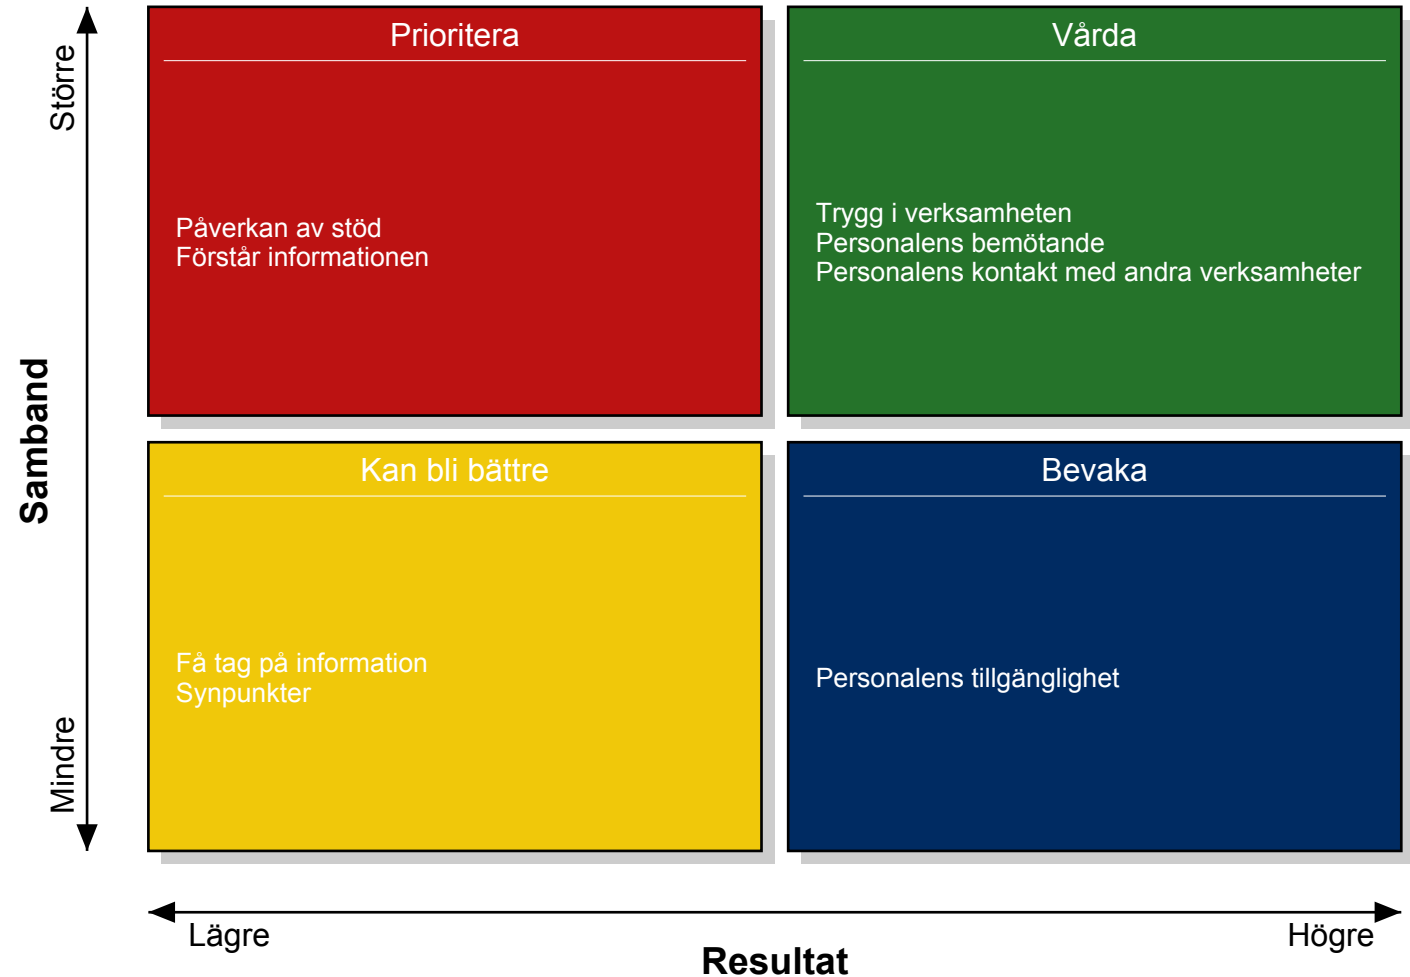 Större
Prioritera
Påverkan av stöd
Förstår informationen
Vårda
Trygg i verksamheten
Personalens bemötande
Personalens kontakt med andra verksamheter
Samband
Kan bli bättre
Få tag på information
Synpunkter
Bevaka
Personalens tillgänglighet
Mindre
Lägre
Högre
Resultat